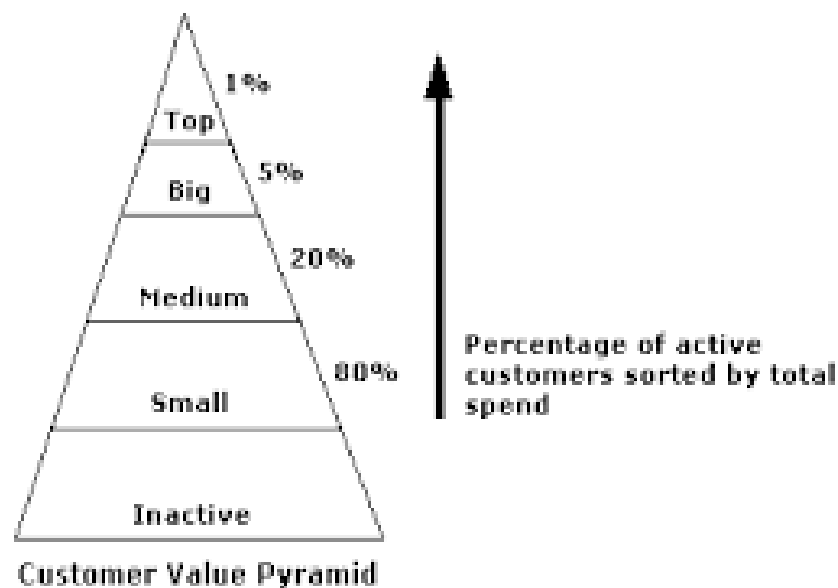 1%
Top
5%
Big
20%
Medium
80%
Small
Inactive
Customer Value Pyramid
Percentage of active
customers sorted by total
spend